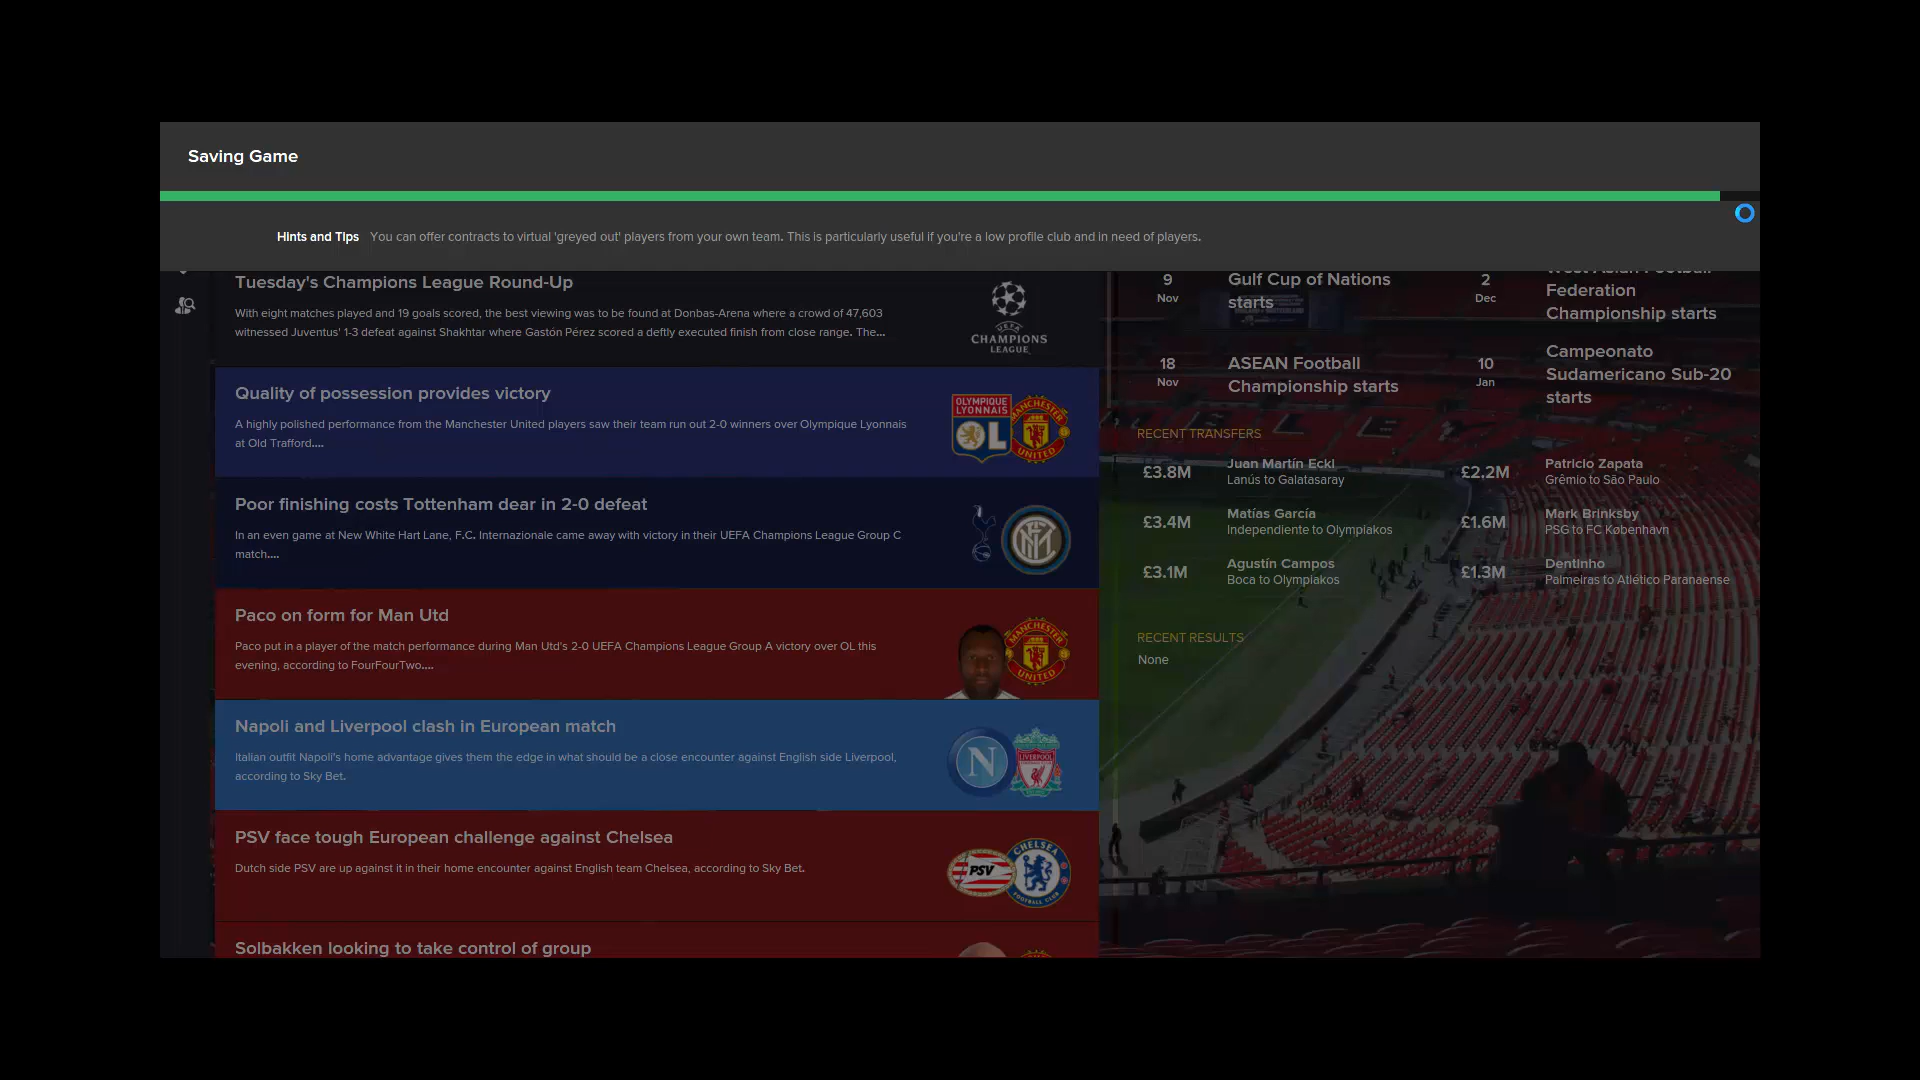 Saving Game
Hints and Tips You can offer contracts to virtual 'greyed out' players from your own team. This is particularly useful if you're a low profile club and in need of players.
Tuesday's Champions League Round-Up
With eight matches played and 19 goals scored, the best viewing was to be found at Donbas-Arena where a crowd of 47,603
witnessed Juventus' 1-3 defeat against Shakhtar where Gastón Pérez scored a deftly executed finish from close range. The...
UEFA
CHAMPIONS
LEAGUE
Quality of possession provides victory
A highly polished performance from the Manchester United players saw their team run out 2-0 winners over Olympique Lyonnais
at Old Trafford....
OLYMPIQUE
LYONNAIS
OL
MANCHESTER
UNITED
Poor finishing costs Tottenham dear in 2-0 defeat
In an even game at New White Hart Lane, F.C. Internazionale came away with victory in their UEFA Champions League Group C
match....
Paco on form for Man Utd
Paco put in a player of the match performance during Man Utd's 2-0 UEFA Champions League Group A victory over OL this
evening, according to FourFourTwo....
MANCHESTER
UNITED
Napoli and Liverpool clash in European match
Italian outfit Napoli's home advantage gives them the edge in what should be a close encounter against English side Liverpool,
according to Sky Bet.
N
LIVERPOOL
PSV face tough European challenge against Chelsea
Dutch side PSV are up against it in their home encounter against English team Chelsea, according to Sky Bet.
PSV
CHELSEA
FOOTBALL CLUB
Solbakken looking to take control of group
9
Nov
Gulf Cup of Nations
starts
2
Dec
West Asian Football
Federation
Championship starts
18
Nov
ASEAN Football
Championship starts
10
Jan
Campeonato
Sudamericano Sub-20
starts
RECENT TRANSFERS
£3.8M
Juan Martín Eckl
Lanús to Galatasaray
£2.2M
Patricio Zapata
Grêmio to São Paulo
£3.4M
Matías García
Independiente to Olympiakos
£1.6M
Mark Brinksby
PSG to FC København
£3.1M
Agustín Campos
Boca to Olympiakos
£1.3M
Dentinho
Palmeiras to Atlético Paranaense
RECENT RESULTS
None